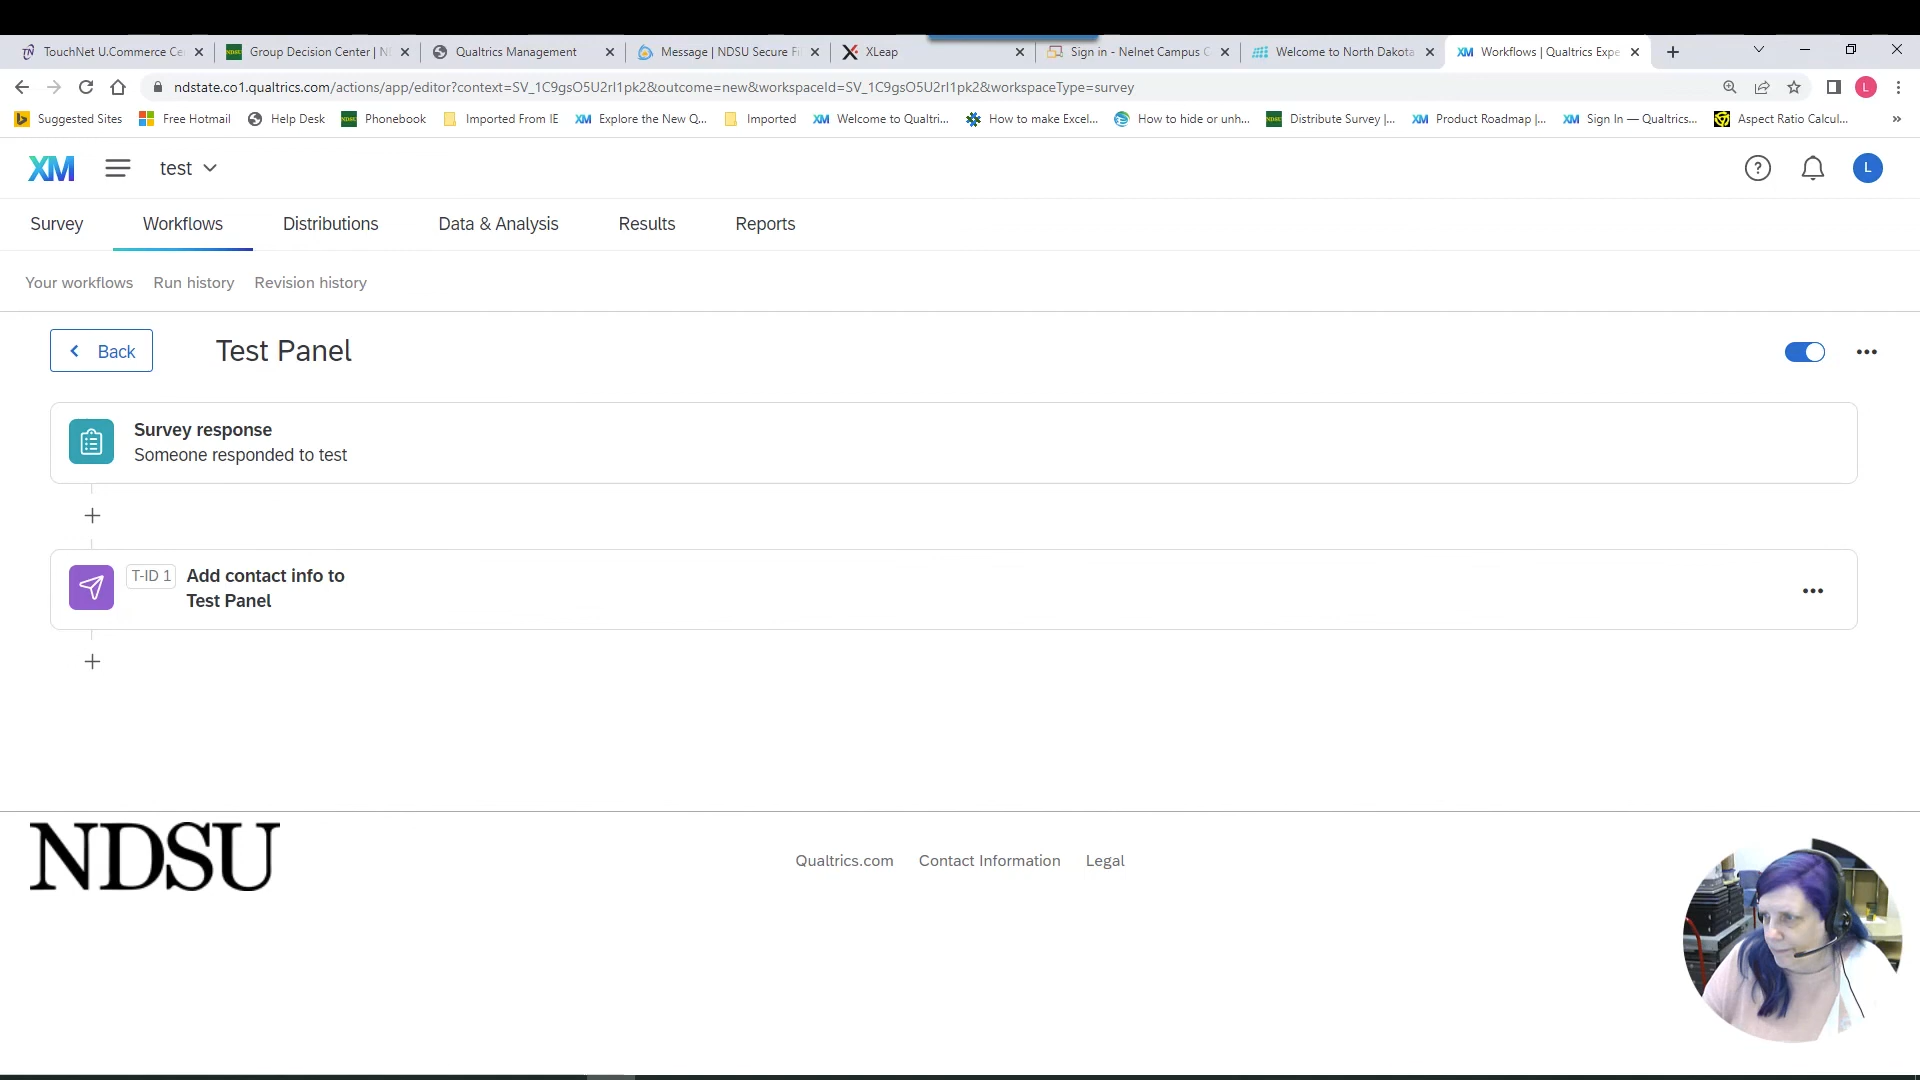 TouchNet U.Commerce Ce
Group Decision Center | N
Qualtrics Management
Message | NDSU Secure Fi
XLeap
Sign in - Nelnet Campus C
Welcome to North Dakota
Workflows | Qualtrics Expe
ndstate.co1.qualtrics.com/actions/app/editor?context=SV_1C9gsO5U2rI1pk2&outcome=new&workspaceId=SV_1C9gsO5U2rI1pk2&workspaceType=survey
L
Suggested Sites
Free Hotmail
Help Desk
Phonebook
Imported From IE
Explore the New Q...
Imported
Welcome to Qualtri...
How to make Excel...
How to hide or unh...
Distribute Survey |...
Product Roadmap |...
Sign In — Qualtrics...
Aspect Ratio Calcul...
XM
test
L
Survey
Workflows
Distributions
Data & Analysis
Results
Reports
Your workflows
Run history
Revision history
Back
Test Panel
Survey response
Someone responded to test
T-ID 1
Add contact info to
Test Panel
NDSU
Qualtrics.com
Contact Information
Legal